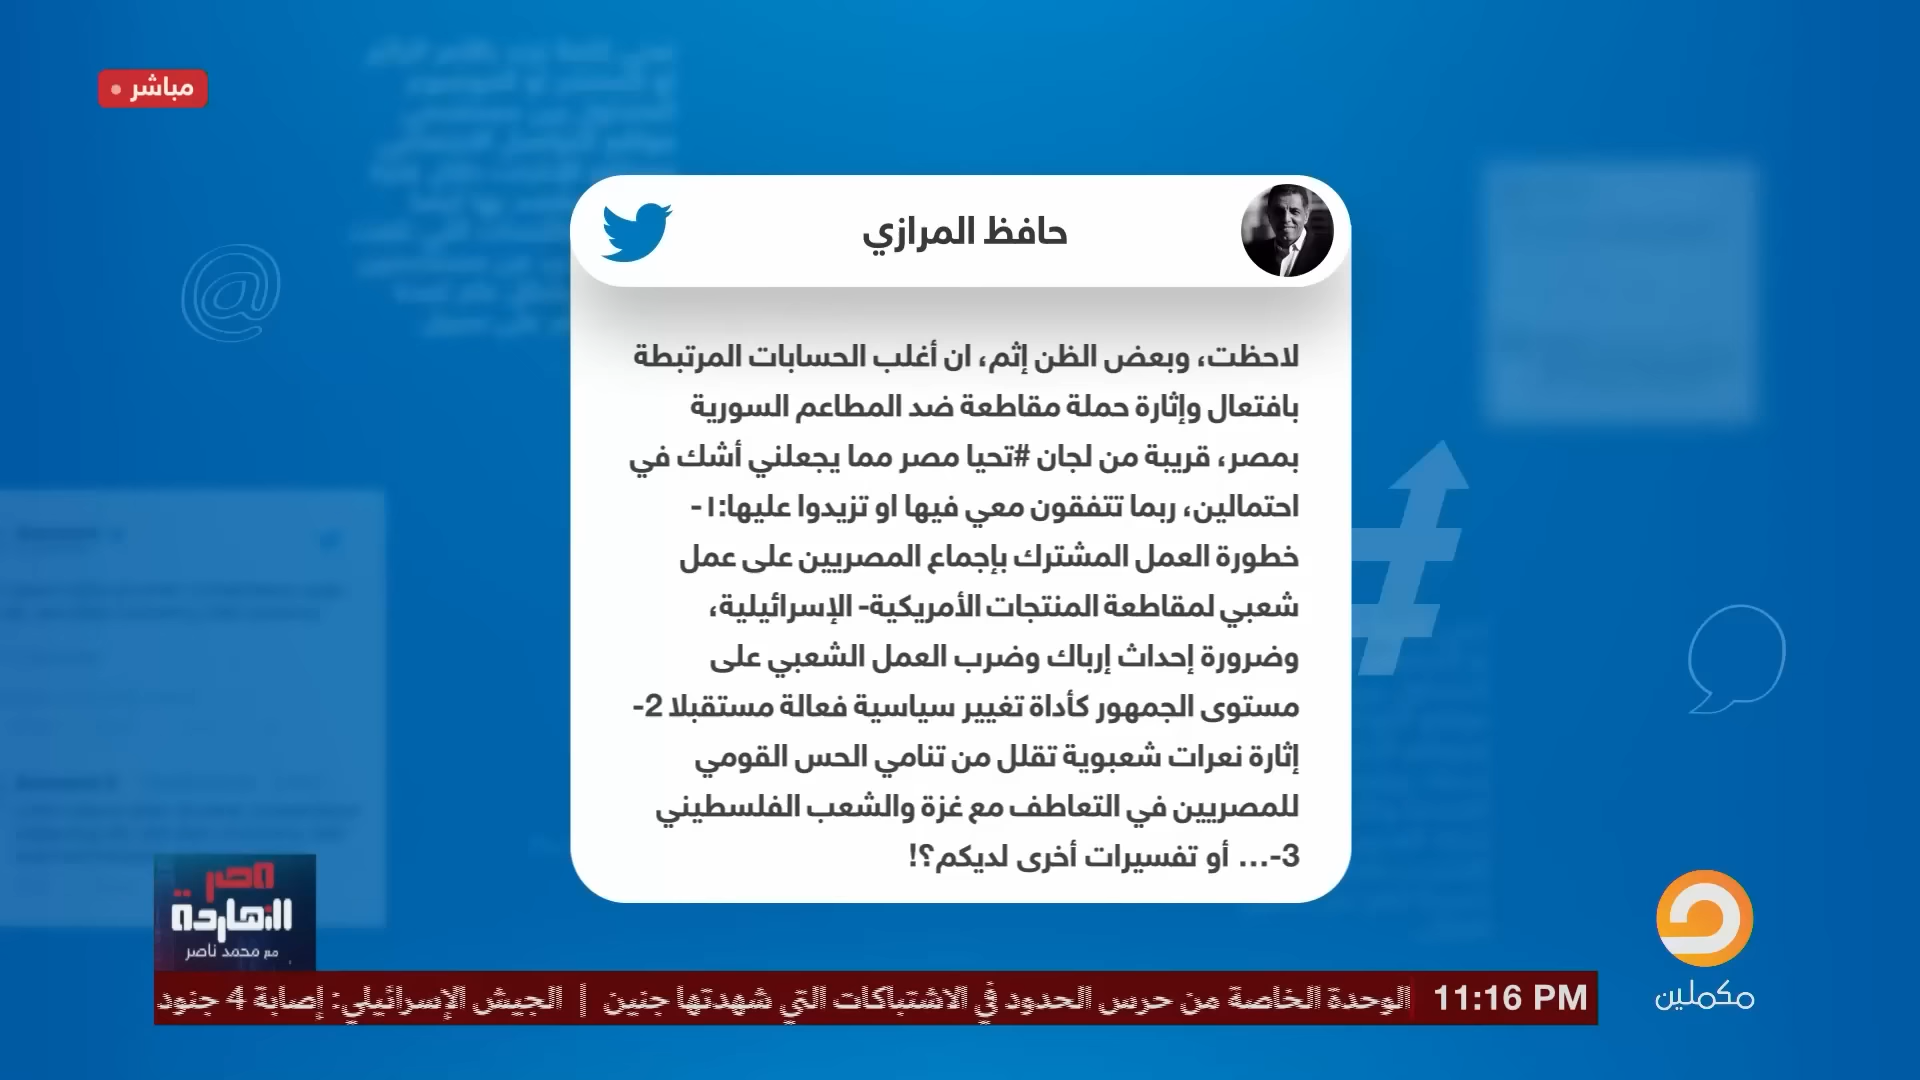 مباشر
حافظ المرازي
لاحظت، وبعض الظن إثم، ان أغلب الحسابات المرتبطة
بافتعال وإثارة حملة مقاطعة ضد المطاعم السورية
بمصر، قريبة من لجان #تحيا مصر مما يجعلني أشك في
احتمالين، ربما تتفقون معي فيها او تزيدوا عليها:١-
خطورة العمل المشترك بإجماع المصريين على عمل
شعبي لمقاطعة المنتجات الأمريكية- الإسرائيلية،
وضرورة إحداث إرباك وضرب العمل الشعبي على
مستوى الجمهور كأداة تغيير سياسية فعالة مستقبلا 2-
إثارة نعرات شعبوية تقلل من تنامي الحس القومي
للمصريين في التعاطف مع غزة والشعب الفلسطيني
3-... أو تفسيرات أخرى لديكم؟!
مصر
النهاردة
مع محمد ناصر
11:16 PM
الوحدة الخاصة من حرس الحدود في الاشتباكات التي شهدتها جنين | الجيش الإسرائيلي: إصابة 4 جنود
مكملين